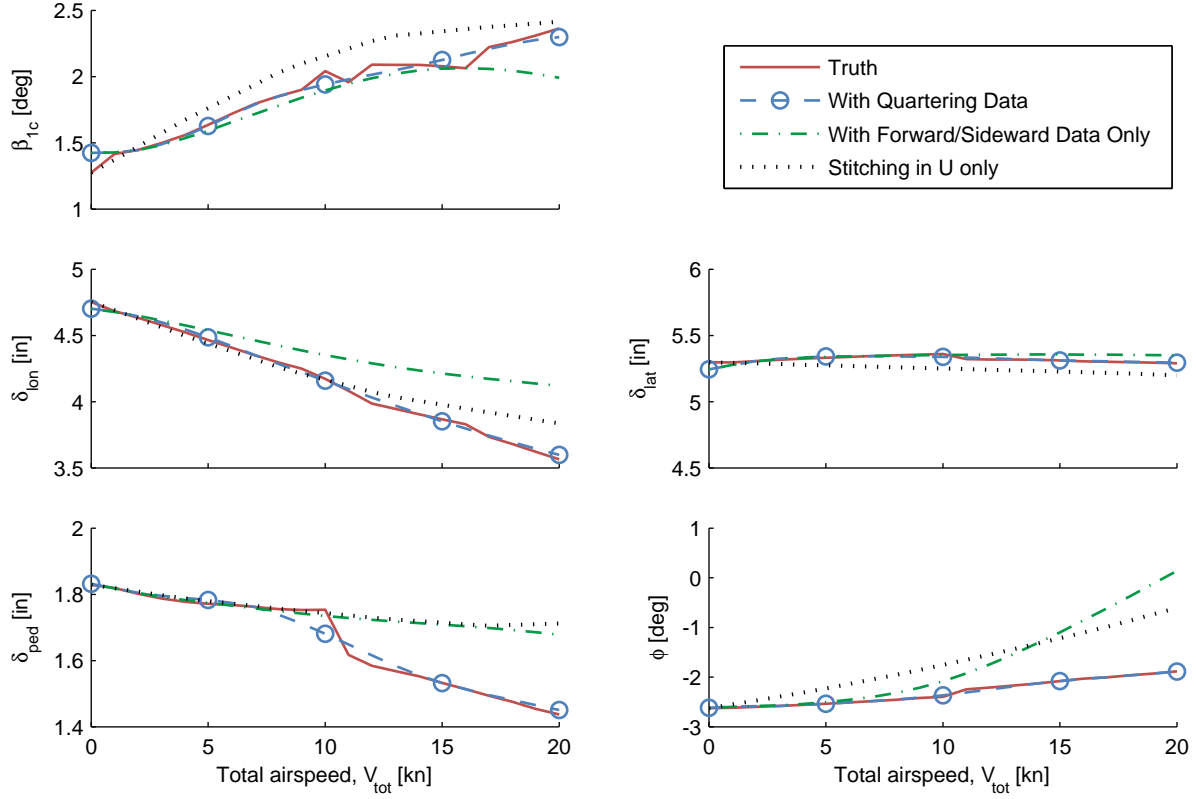 2.5
2
1.5
1
β1c [deg]
Truth
With Quartering Data
With Forward/Sideward Data Only
Stitching in U only
5
4.5
4
3.5
δlon [in]
6
5.5
5
4.5
δlat [in]
2
1.8
1.6
1.4
δped [in]
0 5 10 15 20
Total airspeed, Vtot [kn]
1
0
-1
-2
-3
ϕ [deg]
0 5 10 15 20
Total airspeed, Vtot [kn]